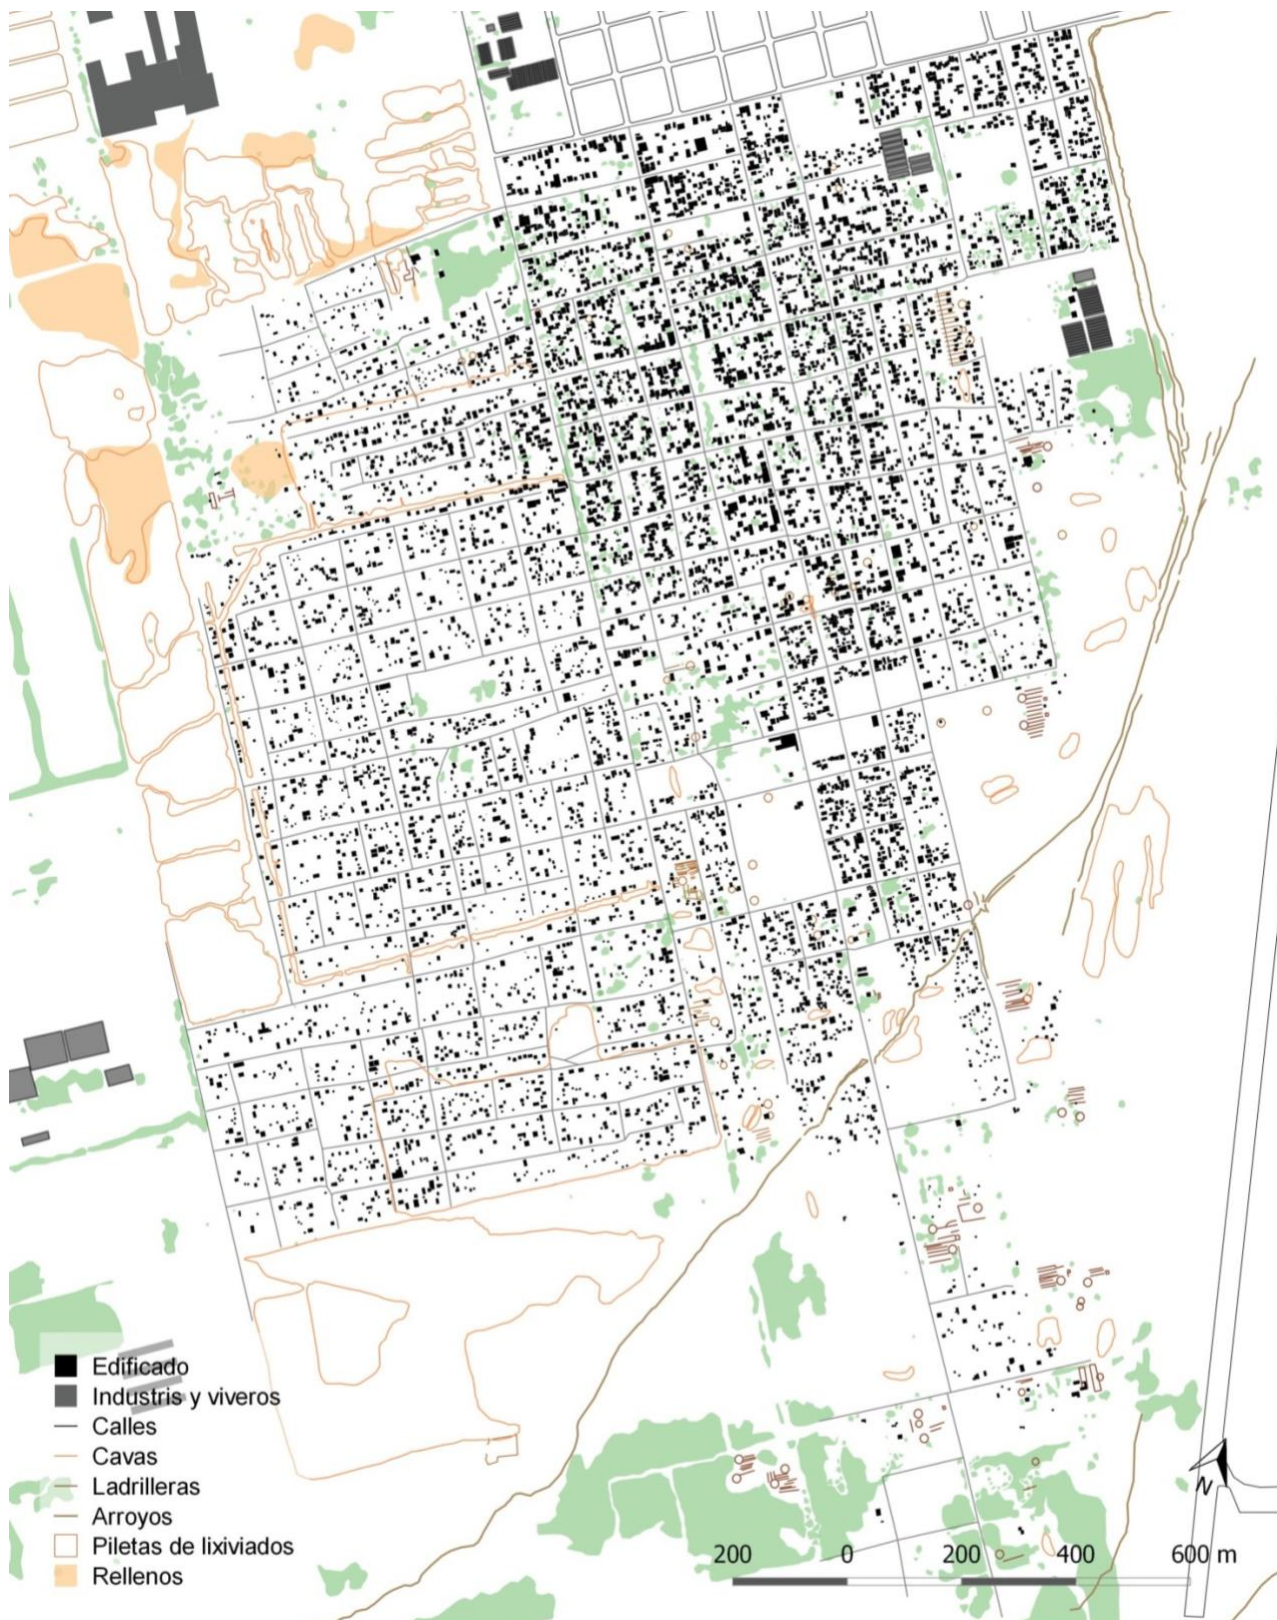 Edificado
Industris y viveros
Calles
Cavas
Ladrilleras
Arroyos
Piletas de lixiviados
Rellenos
N
200 0 200 400 600 m